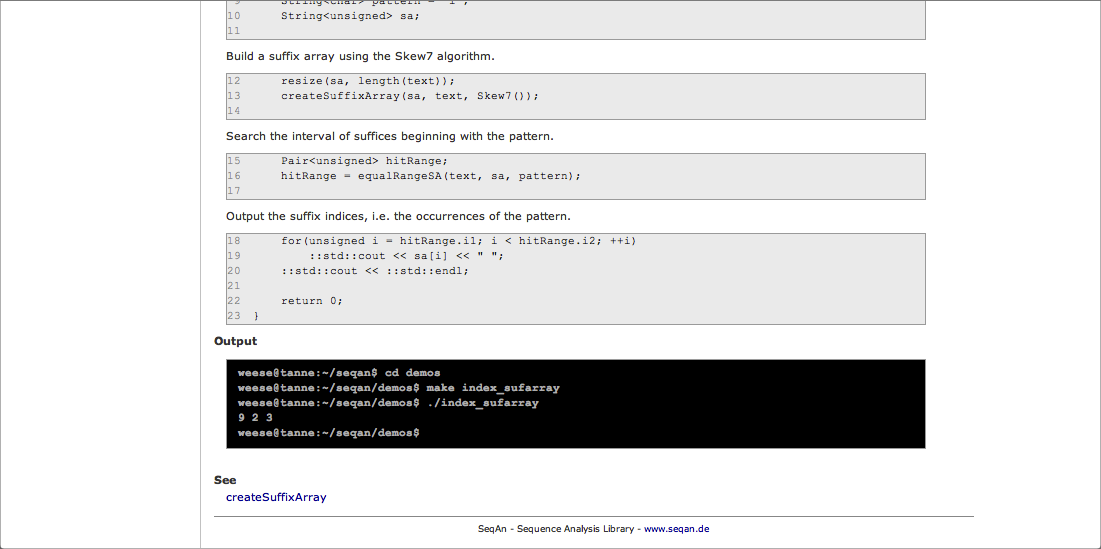 10 String<unsigned> sa;
11
Build a suffix array using the Skew7 algorithm.
12 resize(sa, length(text));
13 createSuffixArray(sa, text, Skew7());
14
Search the interval of suffices beginning with the pattern.
15 Pair<unsigned> hitRange;
16 hitRange = equalRangeSA(text, sa, pattern);
17
Output the suffix indices, i.e. the occurrences of the pattern.
18 for(unsigned i = hitRange.i1; i < hitRange.i2; ++i)
19 ::std::cout << sa[i] << " ";
20 ::std::cout << ::std::endl;
21
22 return 0;
23 }
Output
weese@tanne:~/seqan$ cd demos
weese@tanne:~/seqan/demos$ make index_sufarray
weese@tanne:~/seqan/demos$ ./index_sufarray
9 2 3
weese@tanne:~/seqan/demos$
See
createSuffixArray
SeqAn - Sequence Analysis Library - www.seqan.de